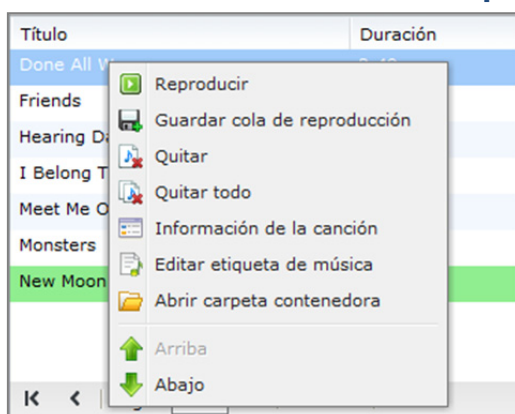 Título Duración
Done All
Reproducir
Friends
Guardar cola de reproducción
Hearing
Quitar
I Belong
Quitar todo
Meet Me
Información de la canción
Monsters
Editar etiqueta de música
New Moon
Abrir carpeta contenedora
Arriba
Abajo